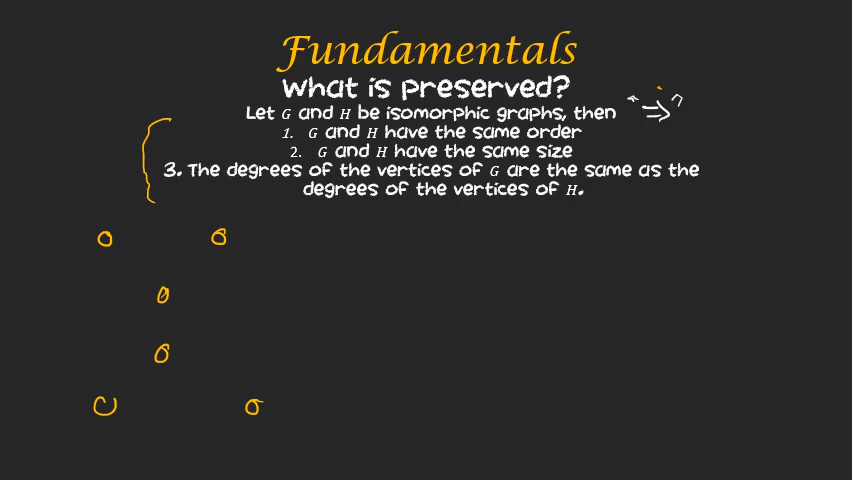 Fundamentals
What is preserved?
Let G and H be isomorphic graphs, then
"⇒"
1. G and H have the same order
2. G and H have the same size
3. The degrees of the vertices of G are the same as the
degrees of the vertices of H.